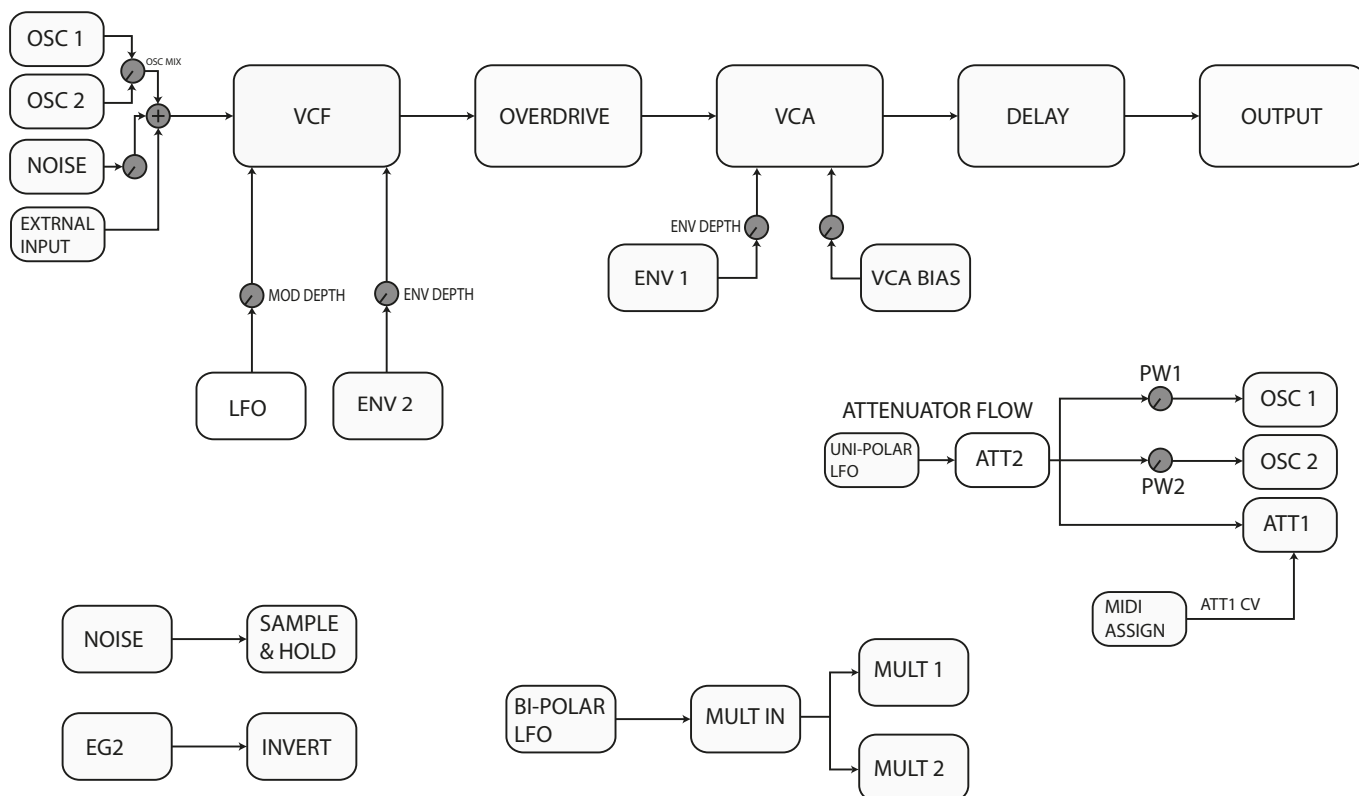 OSC 1
OSC MIX
OSC 2
NOISE
EXTRNAL
INPUT
VCF
OVERDRIVE
VCA
DELAY
OUTPUT
MOD DEPTH
ENV DEPTH
LFO
ENV 2
ENV DEPTH
ENV 1
VCA BIAS
ATTENUATOR FLOW
UNI-POLAR
LFO
ATT2
PW1
OSC 1
PW2
OSC 2
ATT1
MIDI
ASSIGN
ATT1 CV
NOISE
SAMPLE
& HOLD
EG2
INVERT
BI-POLAR
LFO
MULT IN
MULT 1
MULT 2